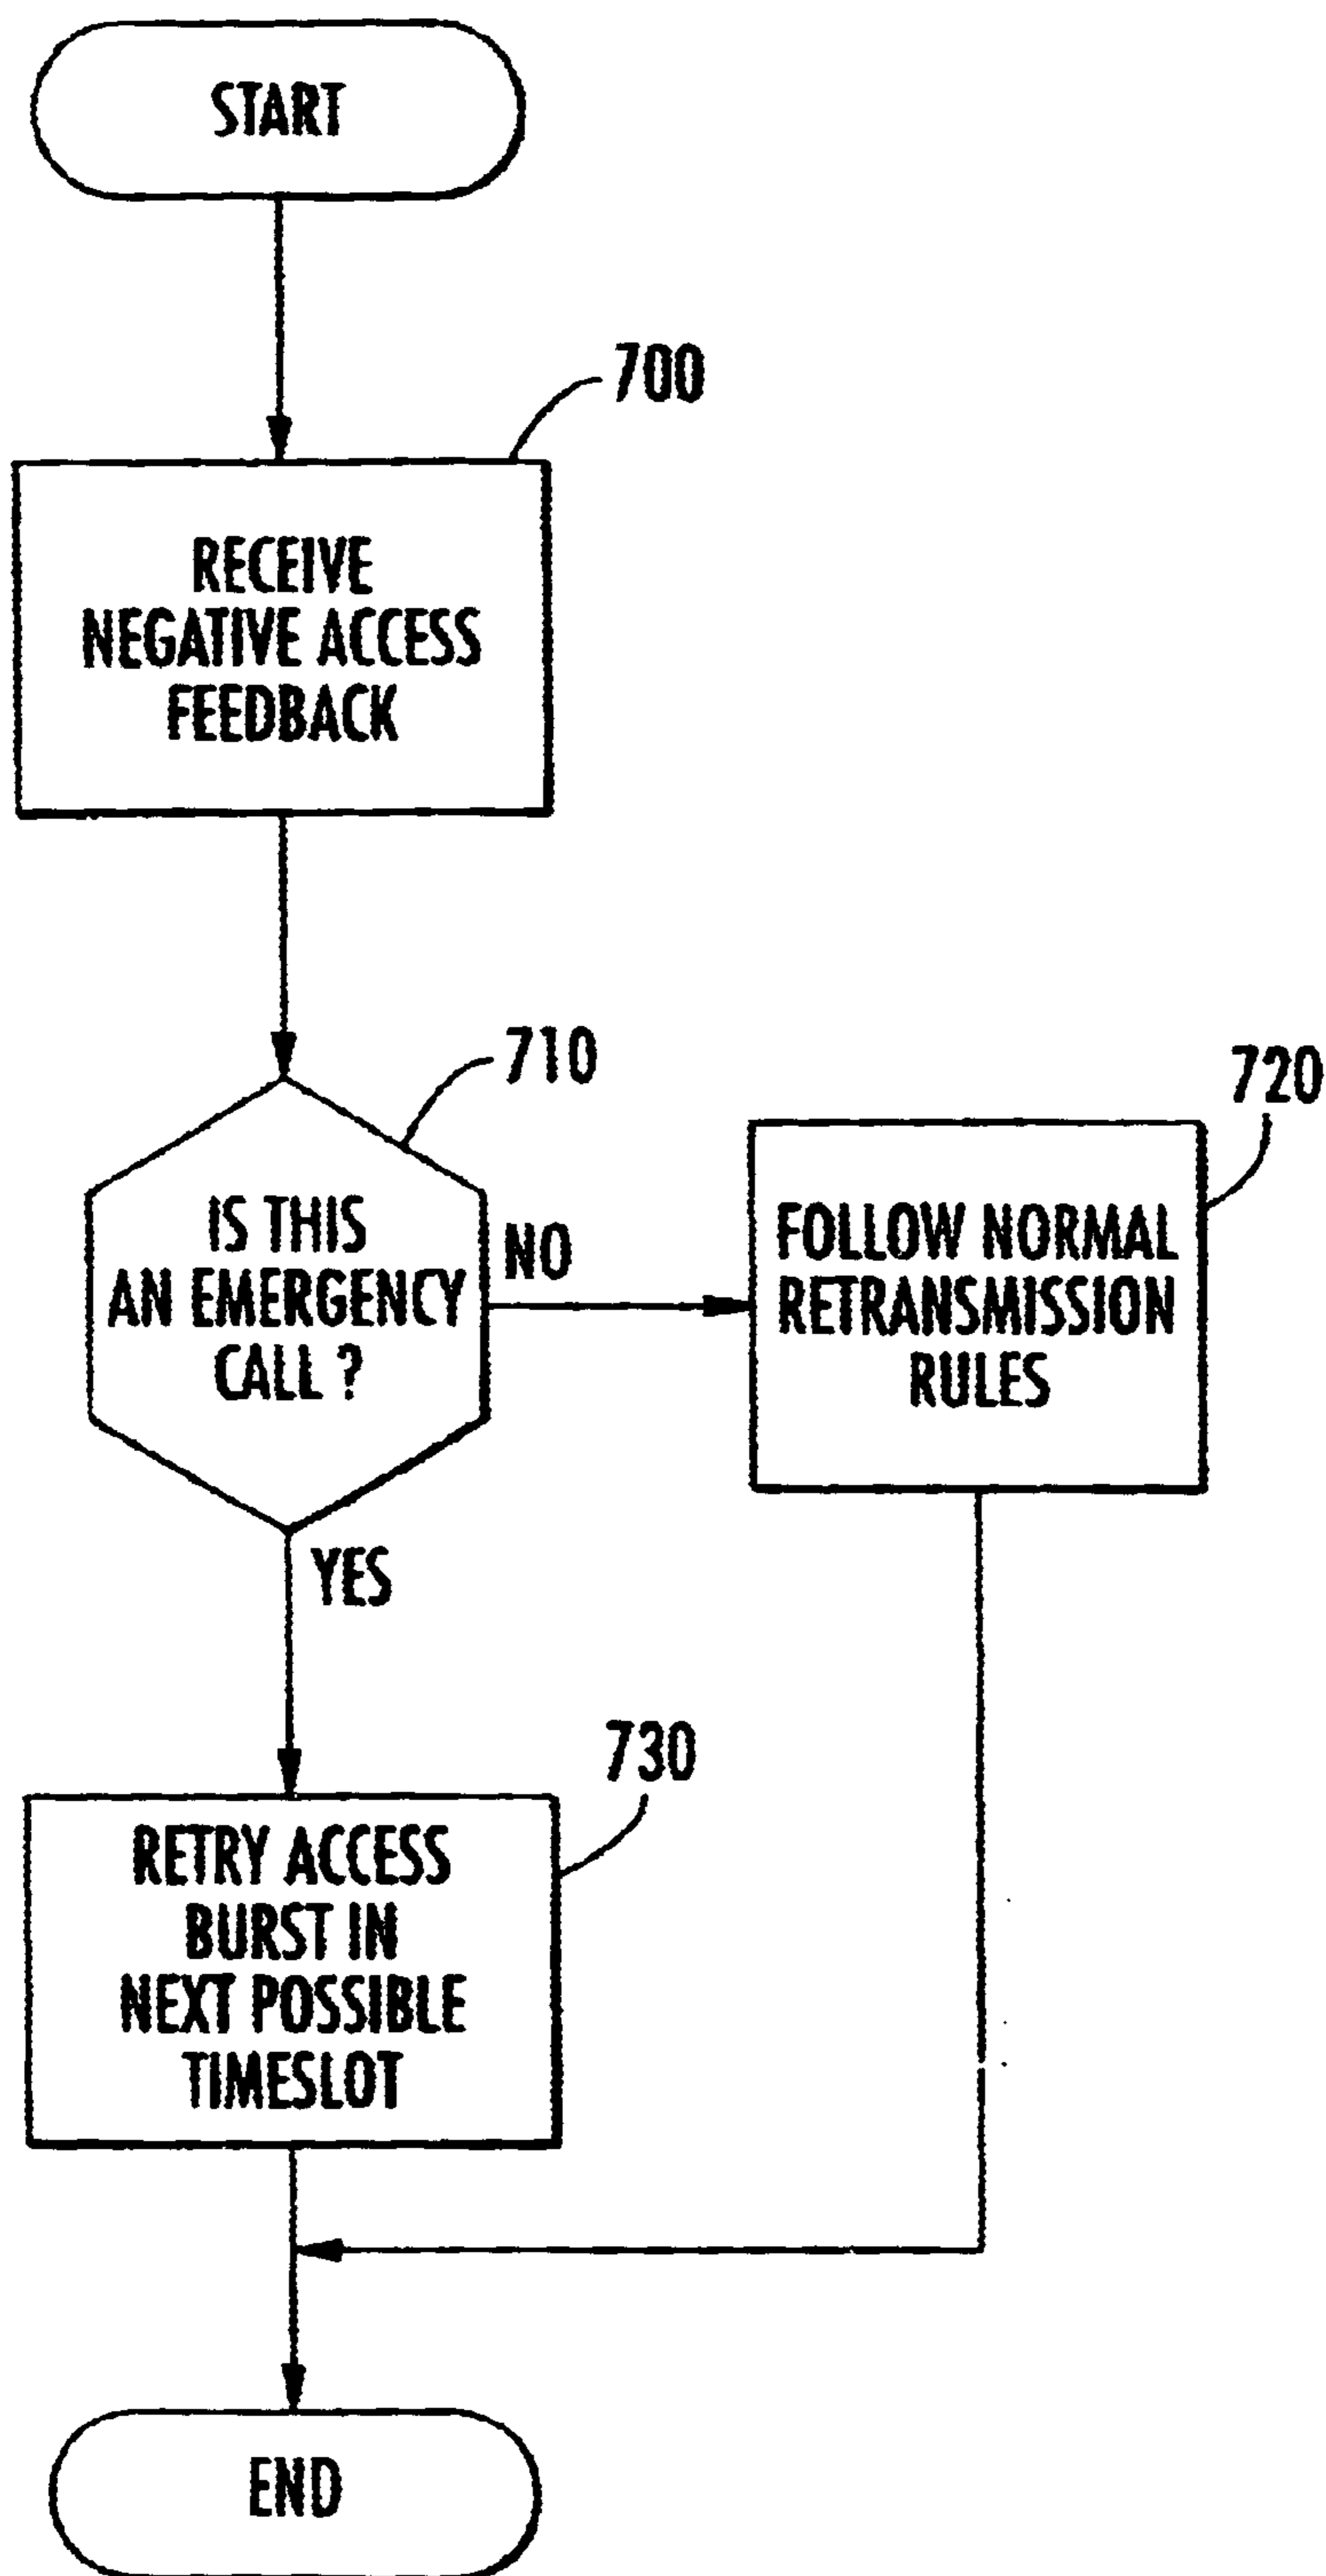 START
700
RECEIVE
NEGATIVE ACCESS
FEEDBACK
710
IS THIS
AN EMERGENCY
CALL ?
NO
720
FOLLOW NORMAL
RETRANSMISSION
RULES
YES
730
RETRY ACCESS
BURST IN
NEXT POSSIBLE
TIMESLOT
END